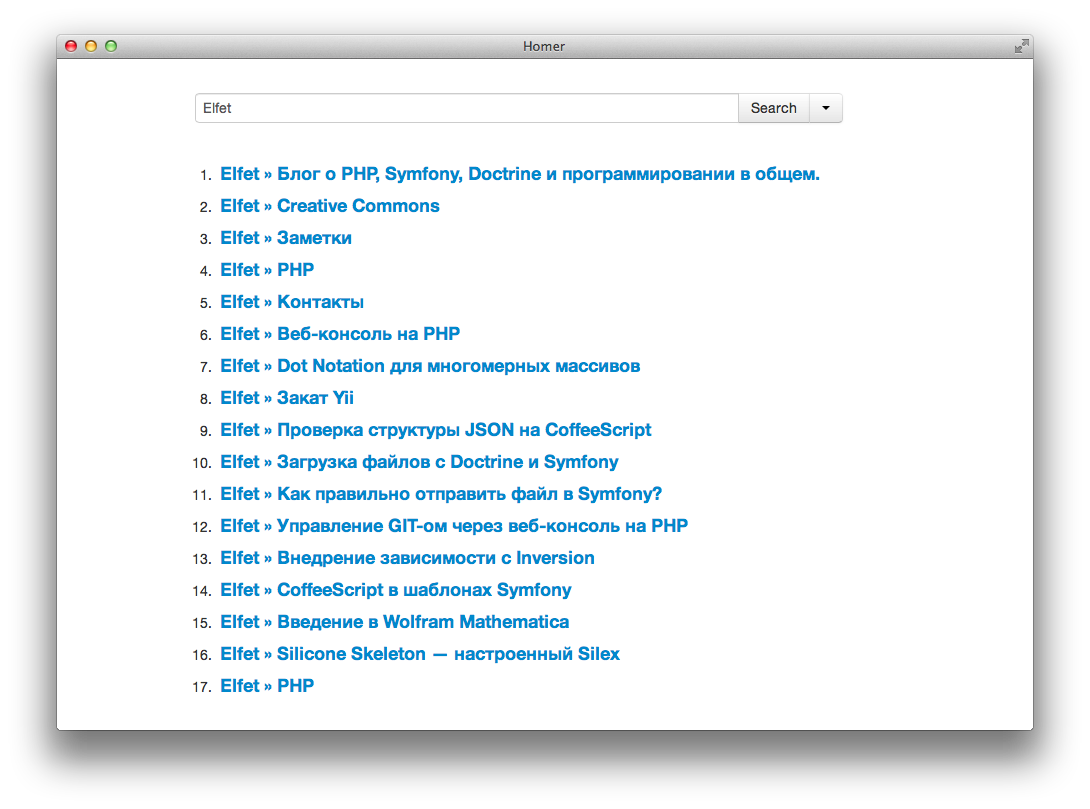 Homer
Elfet Search
1. Elfet » Блог о PHP, Symfony, Doctrine и программировании в общем.
2. Elfet » Creative Commons
3. Elfet » Заметки
4. Elfet » PHP
5. Elfet » Контакты
6. Elfet » Веб-консоль на PHP
7. Elfet » Dot Notation для многомерных массивов
8. Elfet » Закат Yii
9. Elfet » Проверка структуры JSON на CoffeeScript
10. Elfet » Загрузка файлов с Doctrine и Symfony
11. Elfet » Как правильно отправить файл в Symfony?
12. Elfet » Управление GIT-ом через веб-консоль на PHP
13. Elfet » Внедрение зависимости с Inversion
14. Elfet » CoffeeScript в шаблонах Symfony
15. Elfet » Введение в Wolfram Mathematica
16. Elfet » Silicone Skeleton — настроенный Silex
17. Elfet » PHP